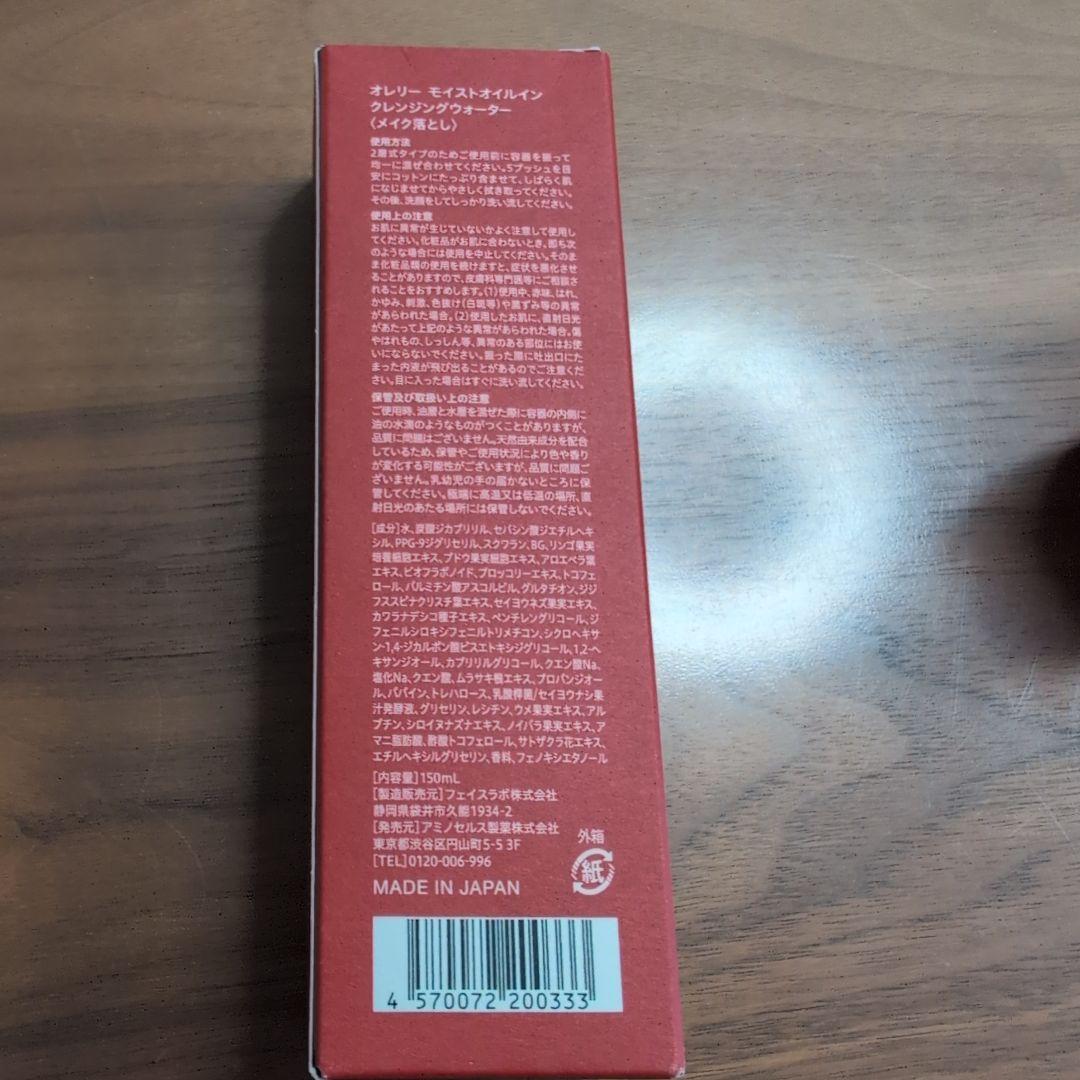 オレリー モイストオイルイン
クレンジングウォーター
〈メイク落とし〉
使用方法
2層式タイプのためご使用前に容器を振って
均一に混ぜ合わせてください。5プッシュを目
安にコットンにたっぷり含ませて、しばらく肌
になじませてからやさしく拭き取ってください。
その後、洗顔をしてしっかり洗い流してください。
使用上の注意
お肌に異常が生じていないかよく注意して使用し
てください。化粧品がお肌に合わないとき、即ち次
のような場合には使用を中止してください。そのま
ま化粧品類の使用を続けますと、症状を悪化させ
ることがありますので、皮膚科専門医等にご相談さ
れることをおすすめします。(1)使用中、赤味、はれ、
かゆみ、刺激、色抜け(白斑等)や黒ずみ等の異常
があらわれた場合。(2)使用したお肌に、直射日光
があたって上記のような異常があらわれた場合。傷
やはれもの、しっしん等、異常のある部位にはお使
いにならないでください。振った際に吐出口にた
まった内液が飛び出ることがあるのでご注意くだ
さい。目に入った場合はすぐに洗い流してください。
保管及び取扱い上の注意
ご使用時、油層と水層を混ぜた際に容器の内側に
油の水滴のようなものがつくことがありますが、
品質に問題はございません。天然由来成分を配合
しているため、保管やご使用状況により色や香り
が変化する可能性がございますが、品質に問題ご
ざいません。乳幼児の手の届かないところに保
管してください。極端に高温又は低温の場所、直
射日光のあたる場所には保管しないでください。
[成分]水、炭酸ジカプリリル、セバシン酸ジエチルヘキ
シル、PPG-9ジグリセリル、スクワラン、BG、リンゴ果実
培養細胞エキス、ブドウ果実細胞エキス、アロエベラ葉
エキス、ビオフラボノイド、ブロッコリーエキス、トコフェ
ロール、パルミチン酸アスコルビル、グルタチオン、ジジ
フススピナクリスチ葉エキス、セイヨウネズ果実エキス、
カワラナデシコ種子エキス、ペンチレングリコール、ジ
フェニルシロキシフェニルトリメチコン、シクロヘキサ
ン-1,4-ジカルボン酸ビスエトキシジグリコール、1,2-ヘ
キサンジオール、カプリリルグリコール、クエン酸Na、
塩化Na、クエン酸、ムラサキ根エキス、プロパンジオー
ル、パパイン、トレハロース、乳酸桿菌/セイヨウナシ果
汁発酵液、グリセリン、レシチン、ウメ果実エキス、アル
ブチン、シロイヌナズナエキス、ノイバラ果実エキス、ア
マニ脂肪酸、酢酸トコフェロール、サトザクラ花エキス、
エチルヘキシルグリセリン、香料、フェノキシエタノール
[内容量]150mL
[製造販売元]フェイスラボ株式会社
静岡県袋井市久能1934-2
[発売元]アミノセルス製薬株式会社
東京都渋谷区円山町5-5 3F
[TEL]0120-006-996
外箱
紙
MADE IN JAPAN
4 570072 200333